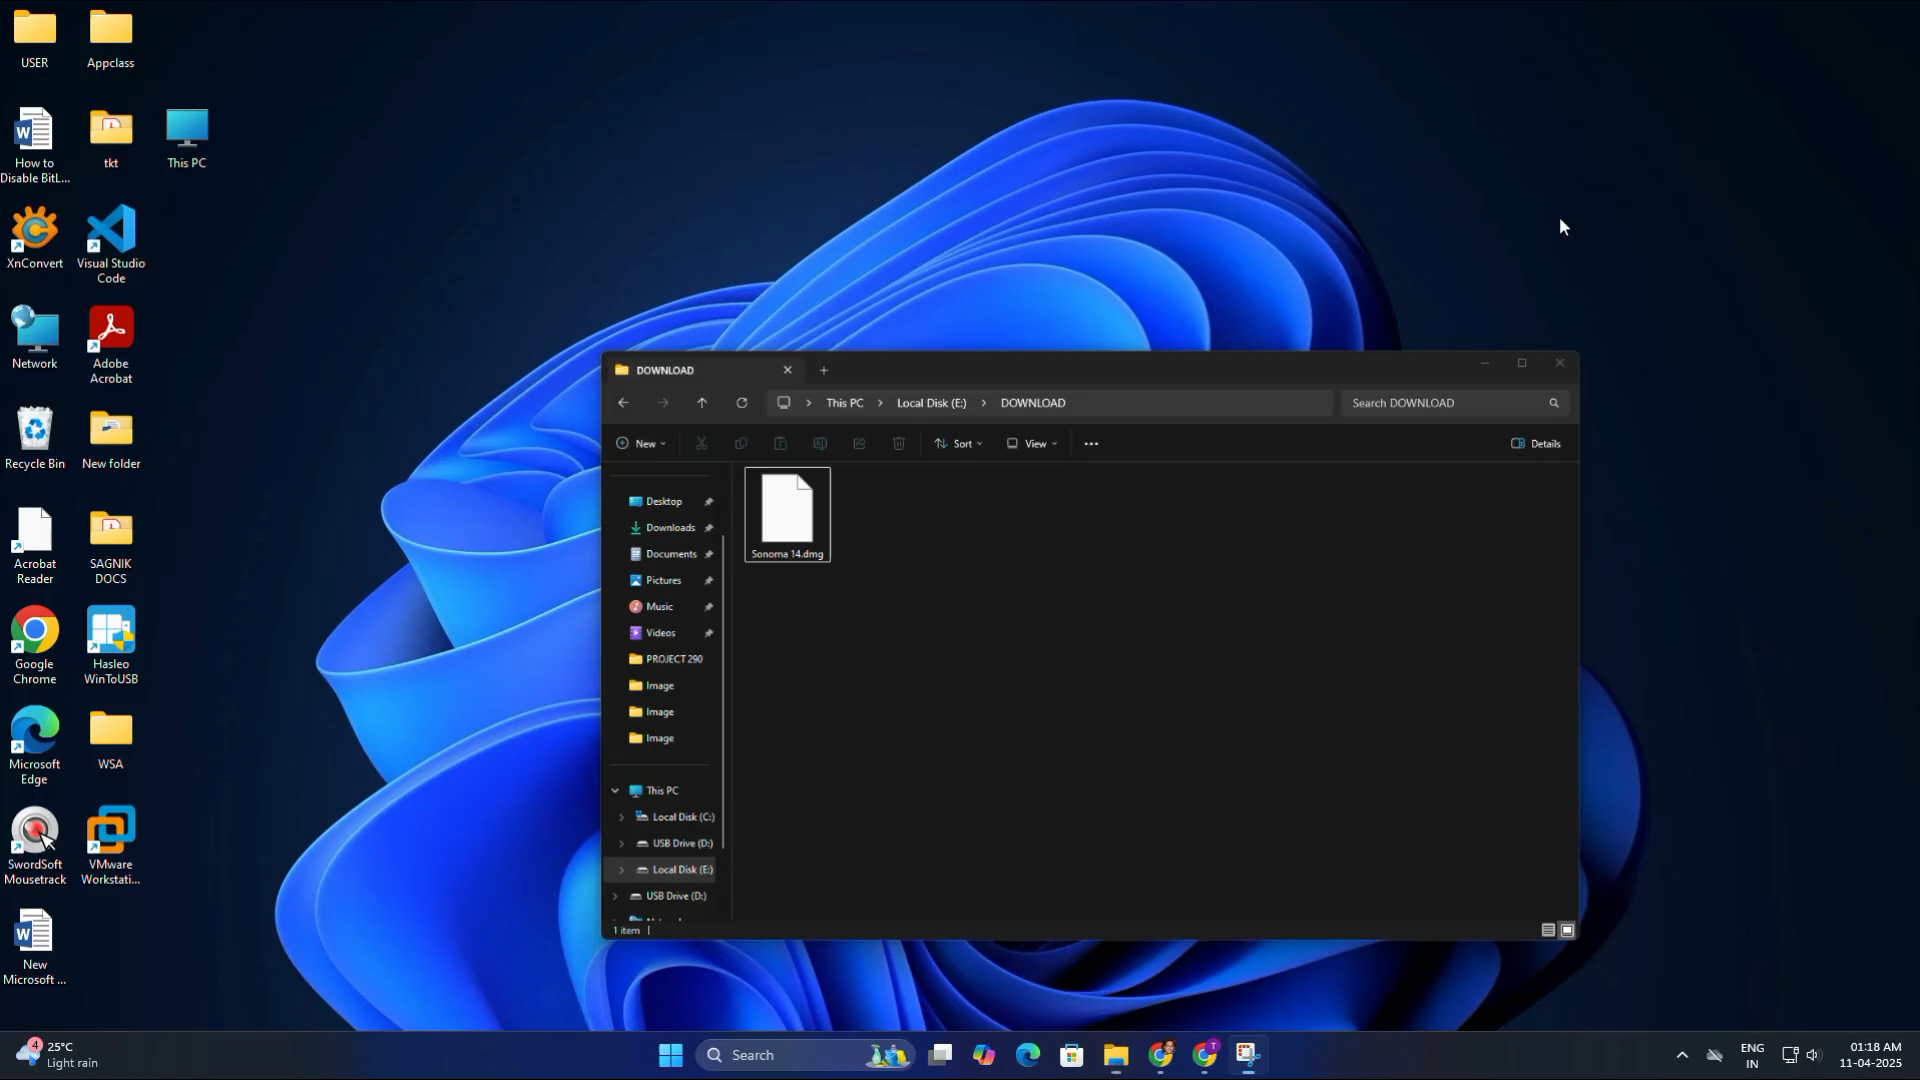 USER
Appclass
How to
Disable BitL...
tkt
This PC
XnConvert
Visual Studio
Code
Network
Adobe
Acrobat
Recycle Bin
New folder
Acrobat
Reader
SAGNIK
DOCS
Google
Chrome
Hasleo
WinToUSB
Microsoft
Edge
WSA
SwordSoft
Mousetrack
VMware
Workstati...
New
Microsoft ...
DOWNLOAD
This PC
Local Disk (E:)
DOWNLOAD
Search DOWNLOAD
New
Sort
View
Details
Desktop
Downloads
Documents
Pictures
Music
Videos
PROJECT 290
Image
Image
Image
This PC
Local Disk (C:)
USB Drive (D:)
Local Disk (E:)
USB Drive (D:)
Sonoma 14.dmg
1 item
4
25°C
Light rain
Search
T
ENG
IN
01:18 AM
11-04-2025